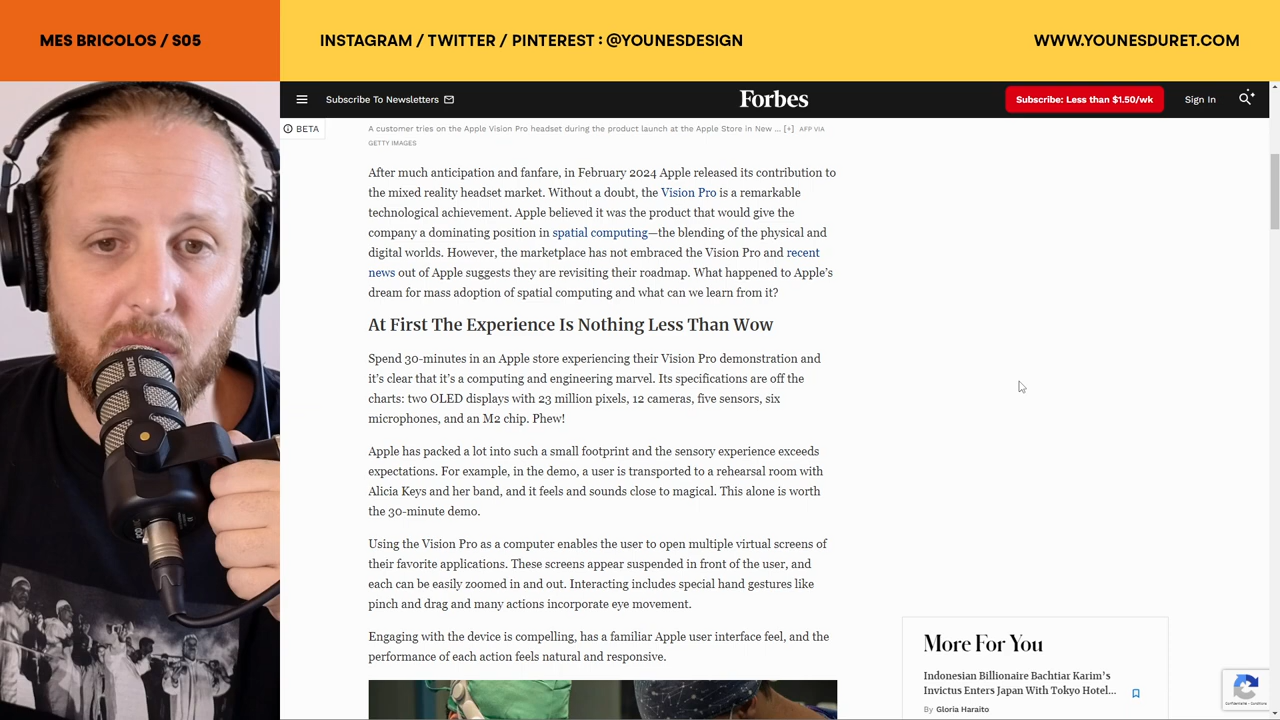 MES BRICOLOS / S05
INSTAGRAM / TWITTER / PINTEREST : @YOUNESDESIGN
WWW.YOUNESDURET.COM
Subscribe To Newsletters
Forbes
Subscribe: Less than $1.50/wk
Sign In
BETA
A customer tries on the Apple Vision Pro headset during the product launch at the Apple Store in New ... [+] AFP VIA
GETTY IMAGES
After much anticipation and fanfare, in February 2024 Apple released its contribution to
the mixed reality headset market. Without a doubt, the Vision Pro is a remarkable
technological achievement. Apple believed it was the product that would give the
company a dominating position in spatial computing—the blending of the physical and
digital worlds. However, the marketplace has not embraced the Vision Pro and recent
news out of Apple suggests they are revisiting their roadmap. What happened to Apple's
dream for mass adoption of spatial computing and what can we learn from it?
At First The Experience Is Nothing Less Than Wow
Spend 30-minutes in an Apple store experiencing their Vision Pro demonstration and
it's clear that it's a computing and engineering marvel. Its specifications are off the
charts: two OLED displays with 23 million pixels, 12 cameras, five sensors, six
microphones, and an M2 chip. Phew!
Apple has packed a lot into such a small footprint and the sensory experience exceeds
expectations. For example, in the demo, a user is transported to a rehearsal room with
Alicia Keys and her band, and it feels and sounds close to magical. This alone is worth
the 30-minute demo.
Using the Vision Pro as a computer enables the user to open multiple virtual screens of
their favorite applications. These screens appear suspended in front of the user, and
each can be easily zoomed in and out. Interacting includes special hand gestures like
pinch and drag and many actions incorporate eye movement.
Engaging with the device is compelling, has a familiar Apple user interface feel, and the
performance of each action feels natural and responsive.
More For You
Indonesian Billionaire Bachtiar Karim's
Invictus Enters Japan With Tokyo Hotel...
By Gloria Haraito
RODE